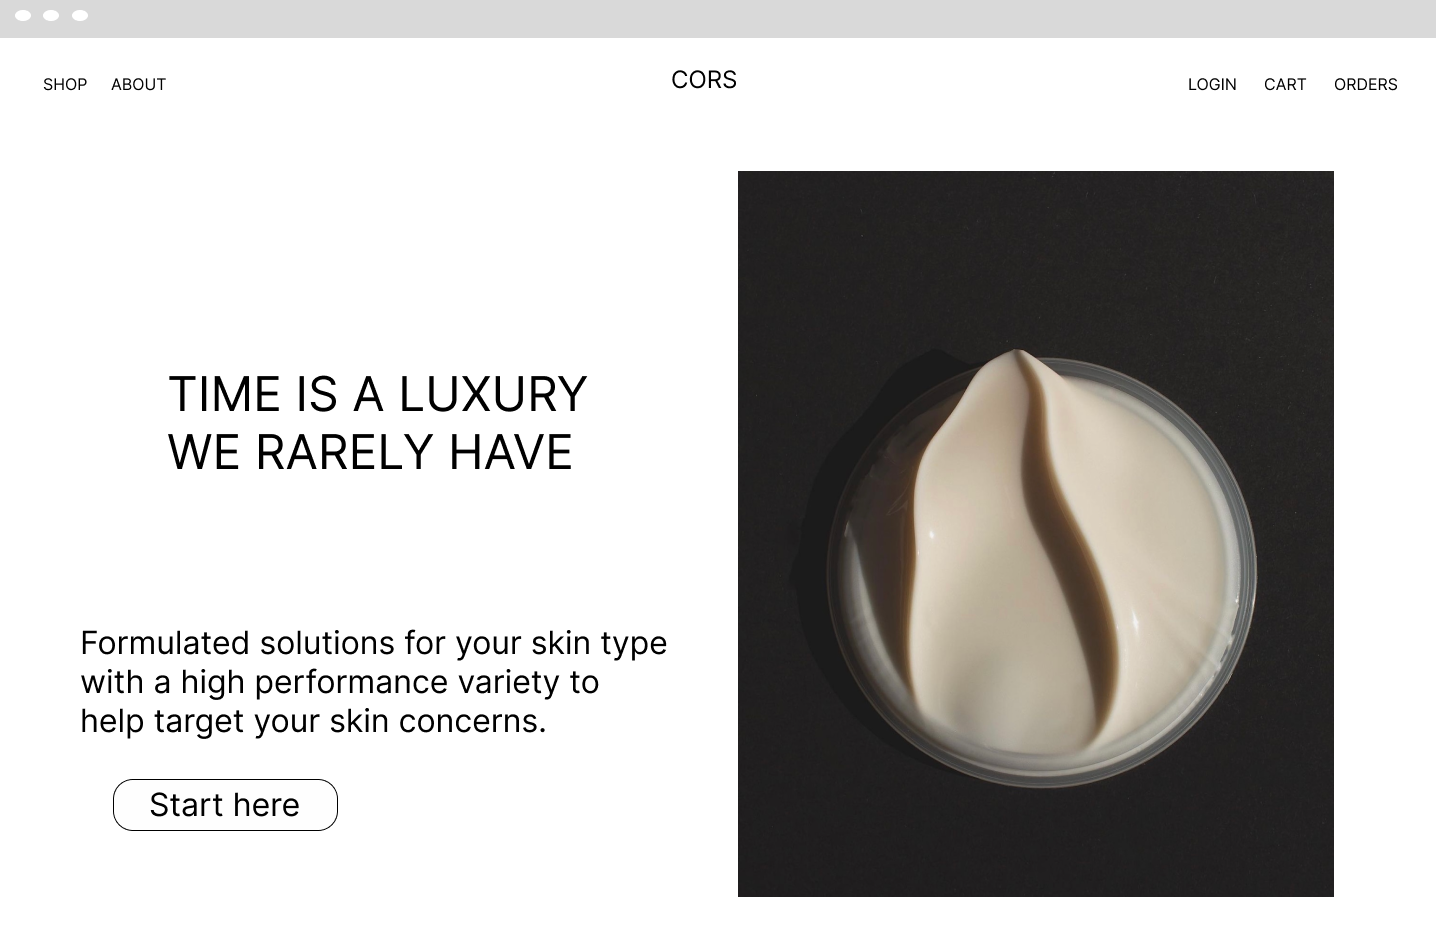 SHOP ABOUT CORS LOGIN CART ORDERS
TIME IS A LUXURY
WE RARELY HAVE
Formulated solutions for your skin type
with a high performance variety to
help target your skin concerns.
Start here